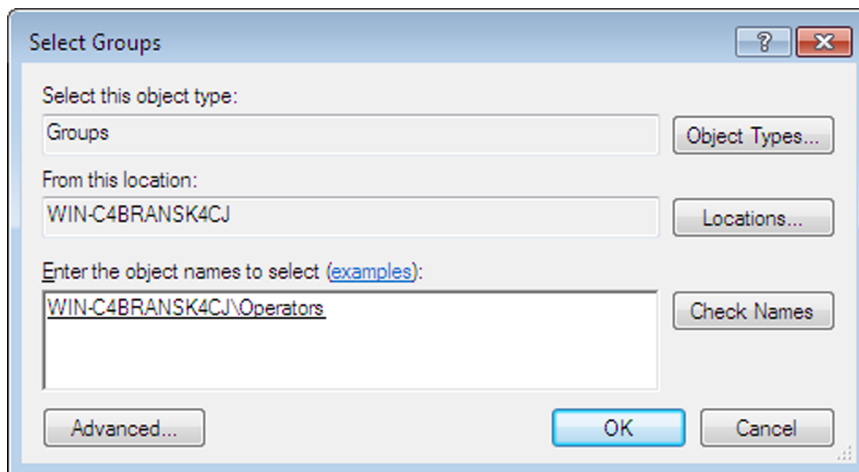 Select Groups
Select this object type:
Groups
Object Types...
From this location:
WIN-C4BRANSK4CJ
Locations...
Enter the object names to select (examples):
WIN-C4BRANSK4CJ\Operators
Check Names
Advanced...
OK
Cancel